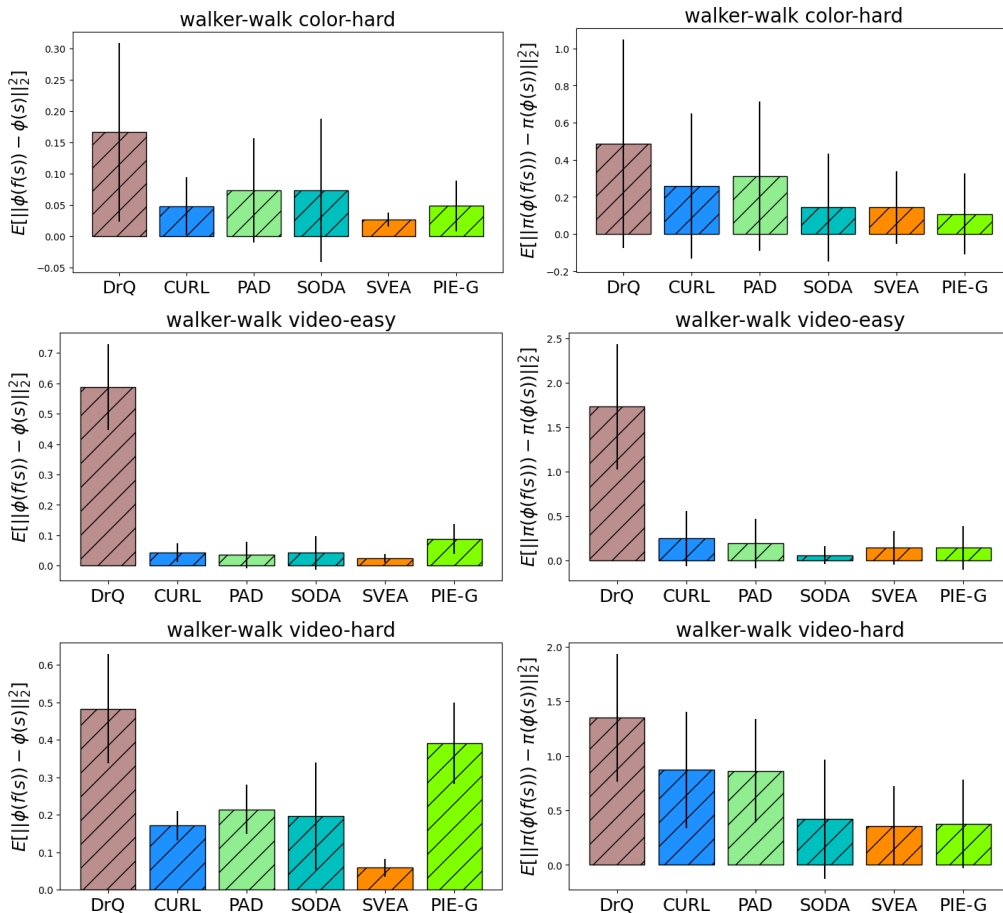 walker-walk color-hard
E[||ϕ(f(s)) − ϕ(s)||₂²]
0.30
0.25
0.20
0.15
0.10
0.05
0.00
−0.05
DrQ CURL PAD SODA SVEA PIE-G
walker-walk color-hard
E[||π(ϕ(f(s))) − π(ϕ(s))||₂²]
1.0
0.8
0.6
0.4
0.2
0.0
−0.2
DrQ CURL PAD SODA SVEA PIE-G
walker-walk video-easy
E[||ϕ(f(s)) − ϕ(s)||₂²]
0.7
0.6
0.5
0.4
0.3
0.2
0.1
0.0
DrQ CURL PAD SODA SVEA PIE-G
walker-walk video-easy
E[||π(ϕ(f(s))) − π(ϕ(s))||₂²]
2.5
2.0
1.5
1.0
0.5
0.0
DrQ CURL PAD SODA SVEA PIE-G
walker-walk video-hard
E[||ϕ(f(s)) − ϕ(s)||₂²]
0.6
0.5
0.4
0.3
0.2
0.1
0.0
DrQ CURL PAD SODA SVEA PIE-G
walker-walk video-hard
E[||π(ϕ(f(s))) − π(ϕ(s))||₂²]
2.0
1.5
1.0
0.5
0.0
DrQ CURL PAD SODA SVEA PIE-G